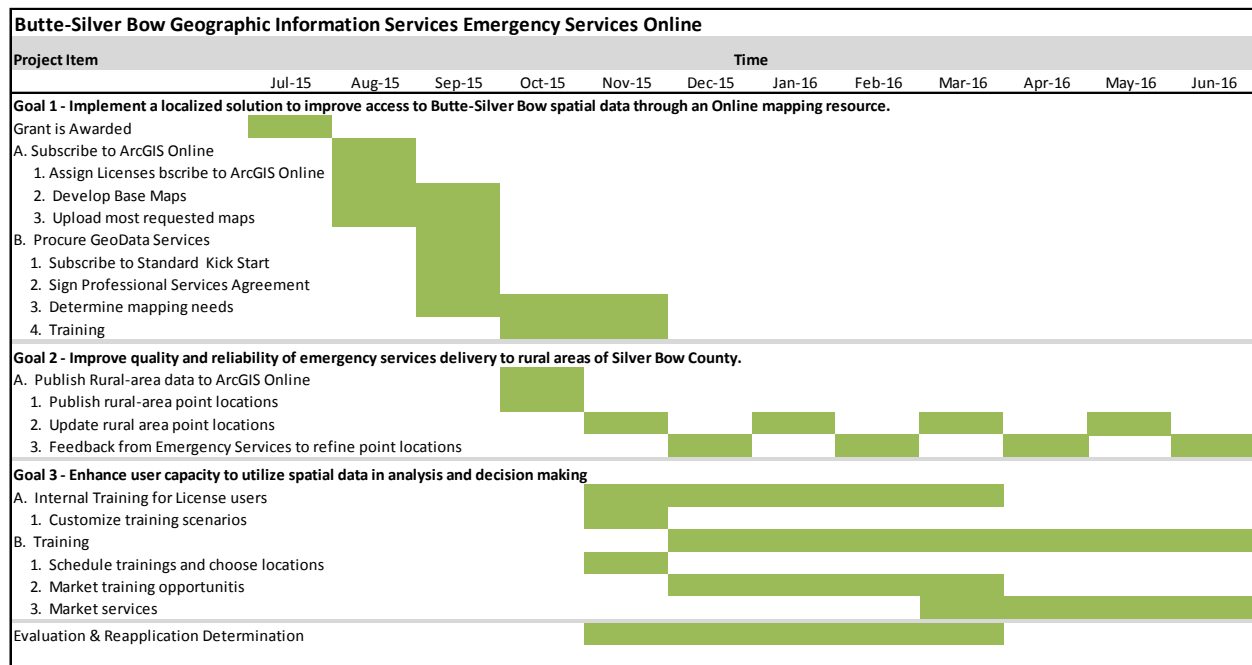 Butte-Silver Bow Geographic Information Services Emergency Services Online
Project Item Time
Jul-15 Aug-15 Sep-15 Oct-15 Nov-15 Dec-15 Jan-16 Feb-16 Mar-16 Apr-16 May-16 Jun-16
Goal 1 - Implement a localized solution to improve access to Butte-Silver Bow spatial data through an Online mapping resource.
Grant is Awarded
A. Subscribe to ArcGIS Online
1. Assign Licenses bscribe to ArcGIS Online
2. Develop Base Maps
3. Upload most requested maps
B. Procure GeoData Services
1. Subscribe to Standard Kick Start
2. Sign Professional Services Agreement
3. Determine mapping needs
4. Training
Goal 2 - Improve quality and reliability of emergency services delivery to rural areas of Silver Bow County.
A. Publish Rural-area data to ArcGIS Online
1. Publish rural-area point locations
2. Update rural area point locations
3. Feedback from Emergency Services to refine point locations
Goal 3 - Enhance user capacity to utilize spatial data in analysis and decision making
A. Internal Training for License users
1. Customize training scenarios
B. Training
1. Schedule trainings and choose locations
2. Market training opportunitis
3. Market services
Evaluation & Reapplication Determination